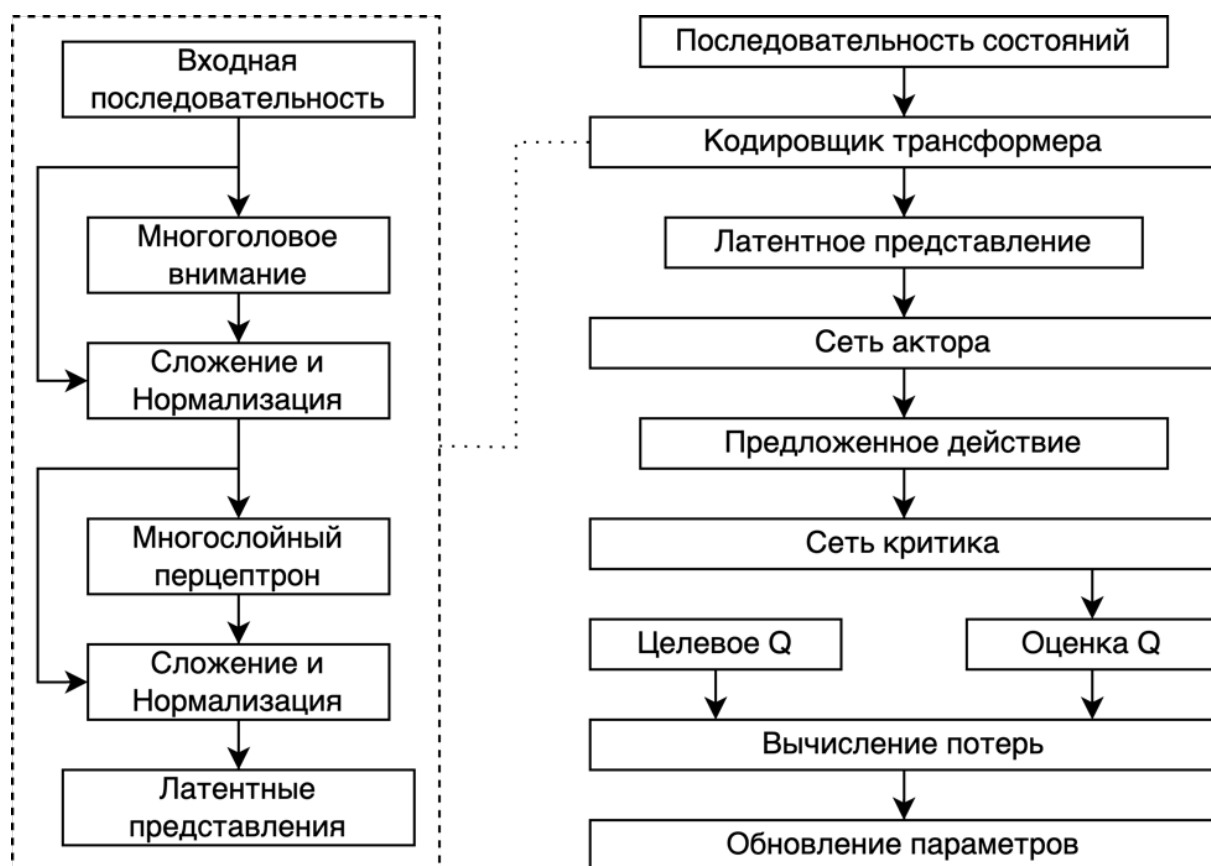 Входная
последовательность
Многоголовое
внимание
Сложение и
Нормализация
Многослойный
перцептрон
Сложение и
Нормализация
Латентные
представления
Последовательность состояний
Кодировщик трансформера
Латентное представление
Сеть актора
Предложенное действие
Сеть критика
Целевое Q
Оценка Q
Вычисление потерь
Обновление параметров